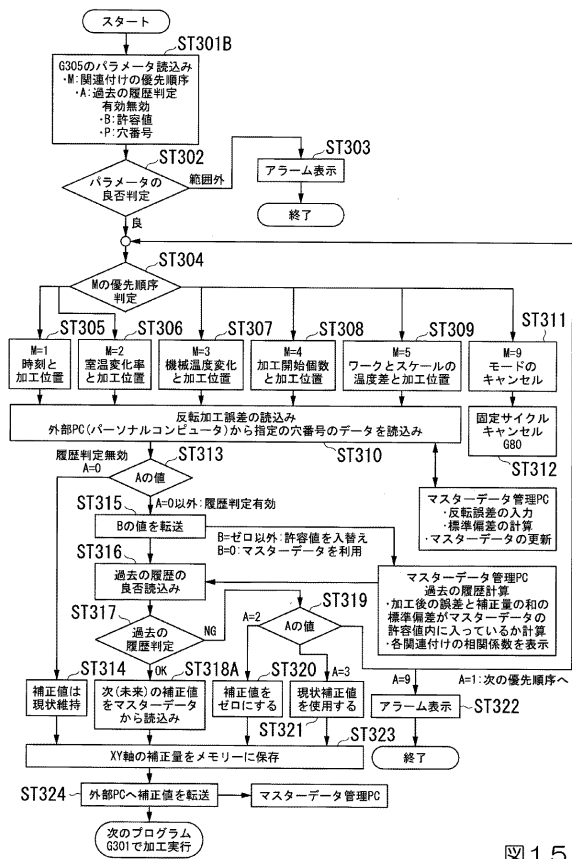 スタート
ST301B
G305のパラメータ読込み
・M:関連付けの優先順序
・A:過去の履歴判定
有効無効
・B:許容値
・P:穴番号
ST302
パラメータの
良否判定
範囲外
ST303
アラーム表示
終了
良
ST304
Mの優先順序
判定
ST305
M=1
時刻と
加工位置
ST306
M=2
室温変化率
と加工位置
ST307
M=3
機械温度変化
と加工位置
ST308
M=4
加工開始個数
と加工位置
ST309
M=5
ワークとスケールの
温度差と加工位置
ST311
M=9
モードの
キャンセル
反転加工誤差の読込み
外部PC(パーソナルコンピュータ)から指定の穴番号のデータを読込み
ST310
固定サイクル
キャンセル
G80
ST312
履歴判定無効
A=0
ST313
Aの値
A=0以外:履歴判定有効
マスターデータ管理PC
・反転誤差の入力
・標準偏差の計算
・マスターデータの更新
ST315
Bの値を転送
B=ゼロ以外:許容値を入替え
B=0:マスターデータを利用
ST316
過去の履歴の
良否読込み
マスターデータ管理PC
過去の履歴計算
・加工後の誤差と補正量の和の
標準偏差がマスターデータの
許容値内に入っているか計算
・各関連付けの相関係数を表示
ST317
過去の
履歴判定
NG
OK
ST319
Aの値
A=2
A=3
A=9
A=1:次の優先順序へ
ST314
補正値は
現状維持
ST318A
次(未来)の補正値
をマスターデータ
から読込み
ST320
補正値を
ゼロにする
現状補正値
を使用する
ST321
ST322
アラーム表示
終了
ST323
XY軸の補正量をメモリーに保存
ST324
外部PCへ補正値を転送
マスターデータ管理PC
次のプログラム
G301で加工実行
図15